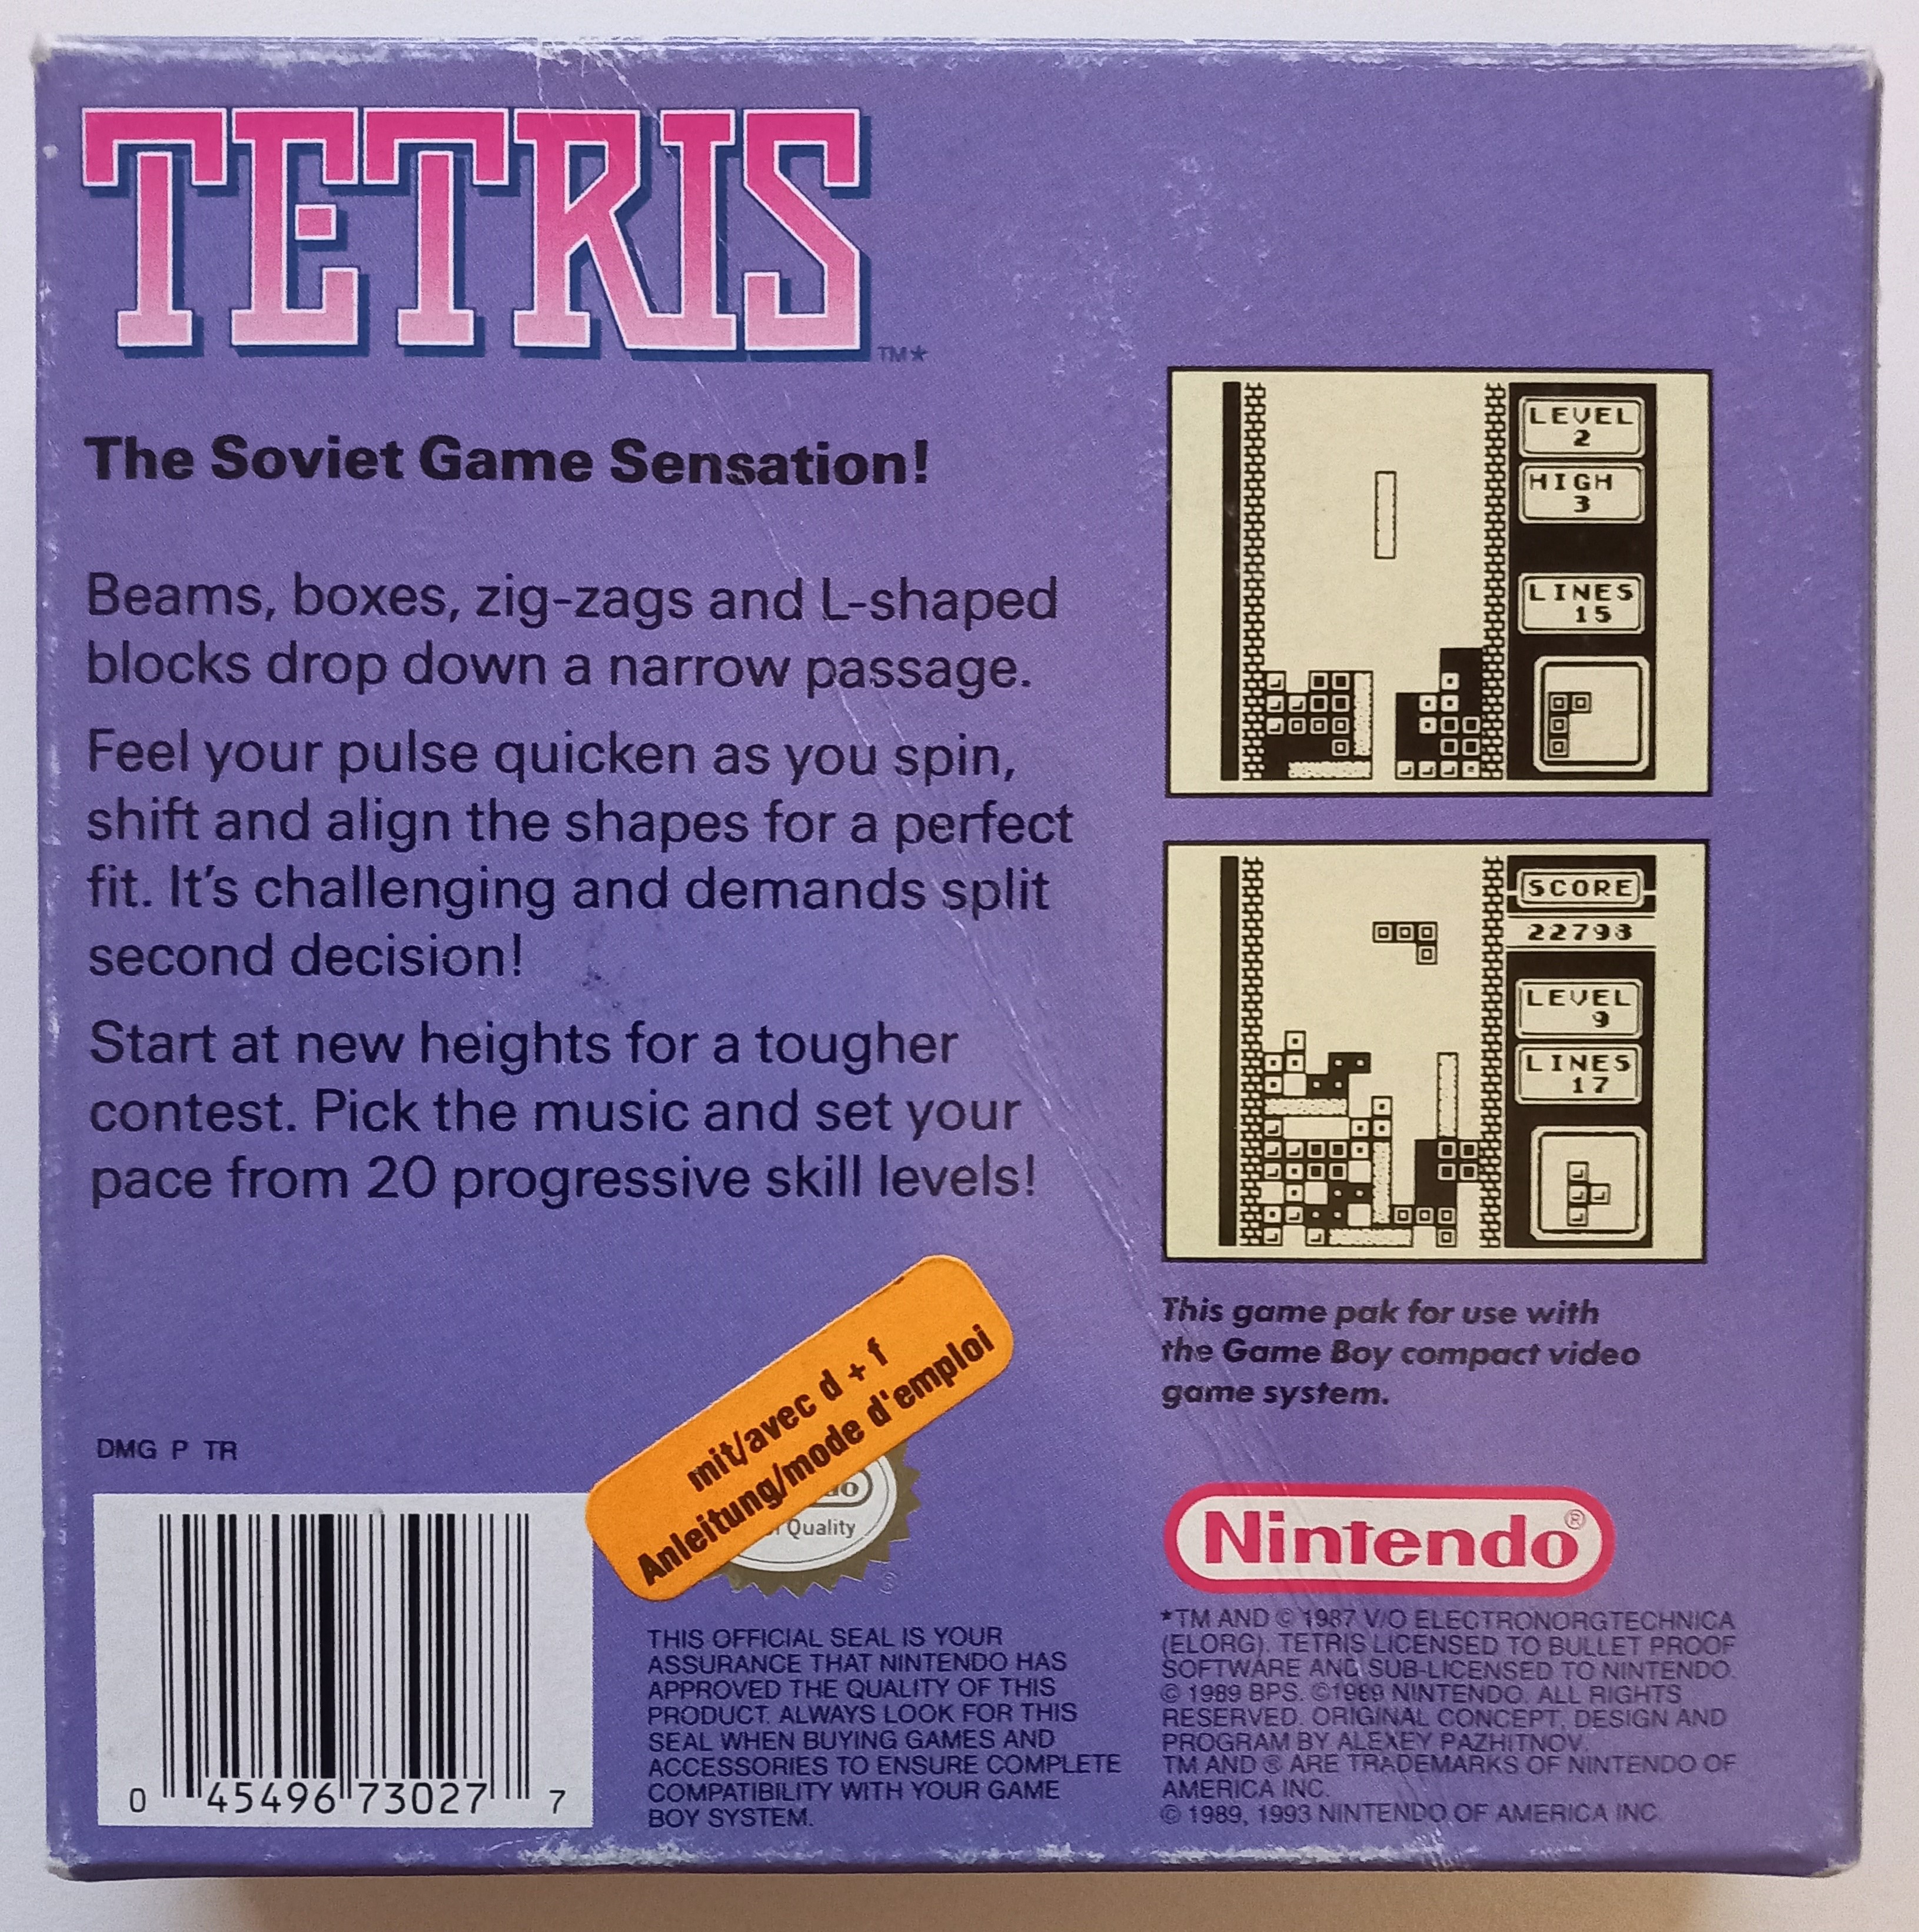 TETRIS
TM*
The Soviet Game Sensation!
Beams, boxes, zig-zags and L-shaped
blocks drop down a narrow passage.
Feel your pulse quicken as you spin,
shift and align the shapes for a perfect
fit. It's challenging and demands split
second decision!
Start at new heights for a tougher
contest. Pick the music and set your
pace from 20 progressive skill levels!
LEVEL
2
HIGH
3
LINES
15
SCORE
22793
LEVEL
9
LINES
17
This game pak for use with
the Game Boy compact video
game system.
mit/avec d + f
Anleitung/mode d'emploi
Quality
DMG P TR
0 45496 73027 7
THIS OFFICIAL SEAL IS YOUR
ASSURANCE THAT NINTENDO HAS
APPROVED THE QUALITY OF THIS
PRODUCT. ALWAYS LOOK FOR THIS
SEAL WHEN BUYING GAMES AND
ACCESSORIES TO ENSURE COMPLETE
COMPATIBILITY WITH YOUR GAME
BOY SYSTEM.
Nintendo®
*TM AND © 1987 V/O ELECTRONORGTECHNICA
(ELORG). TETRIS LICENSED TO BULLET PROOF
SOFTWARE AND SUB-LICENSED TO NINTENDO.
© 1989 BPS. ©1989 NINTENDO. ALL RIGHTS
RESERVED. ORIGINAL CONCEPT, DESIGN AND
PROGRAM BY ALEXEY PAZHITNOV.
TM AND ® ARE TRADEMARKS OF NINTENDO OF
AMERICA INC.
© 1989, 1993 NINTENDO OF AMERICA INC.